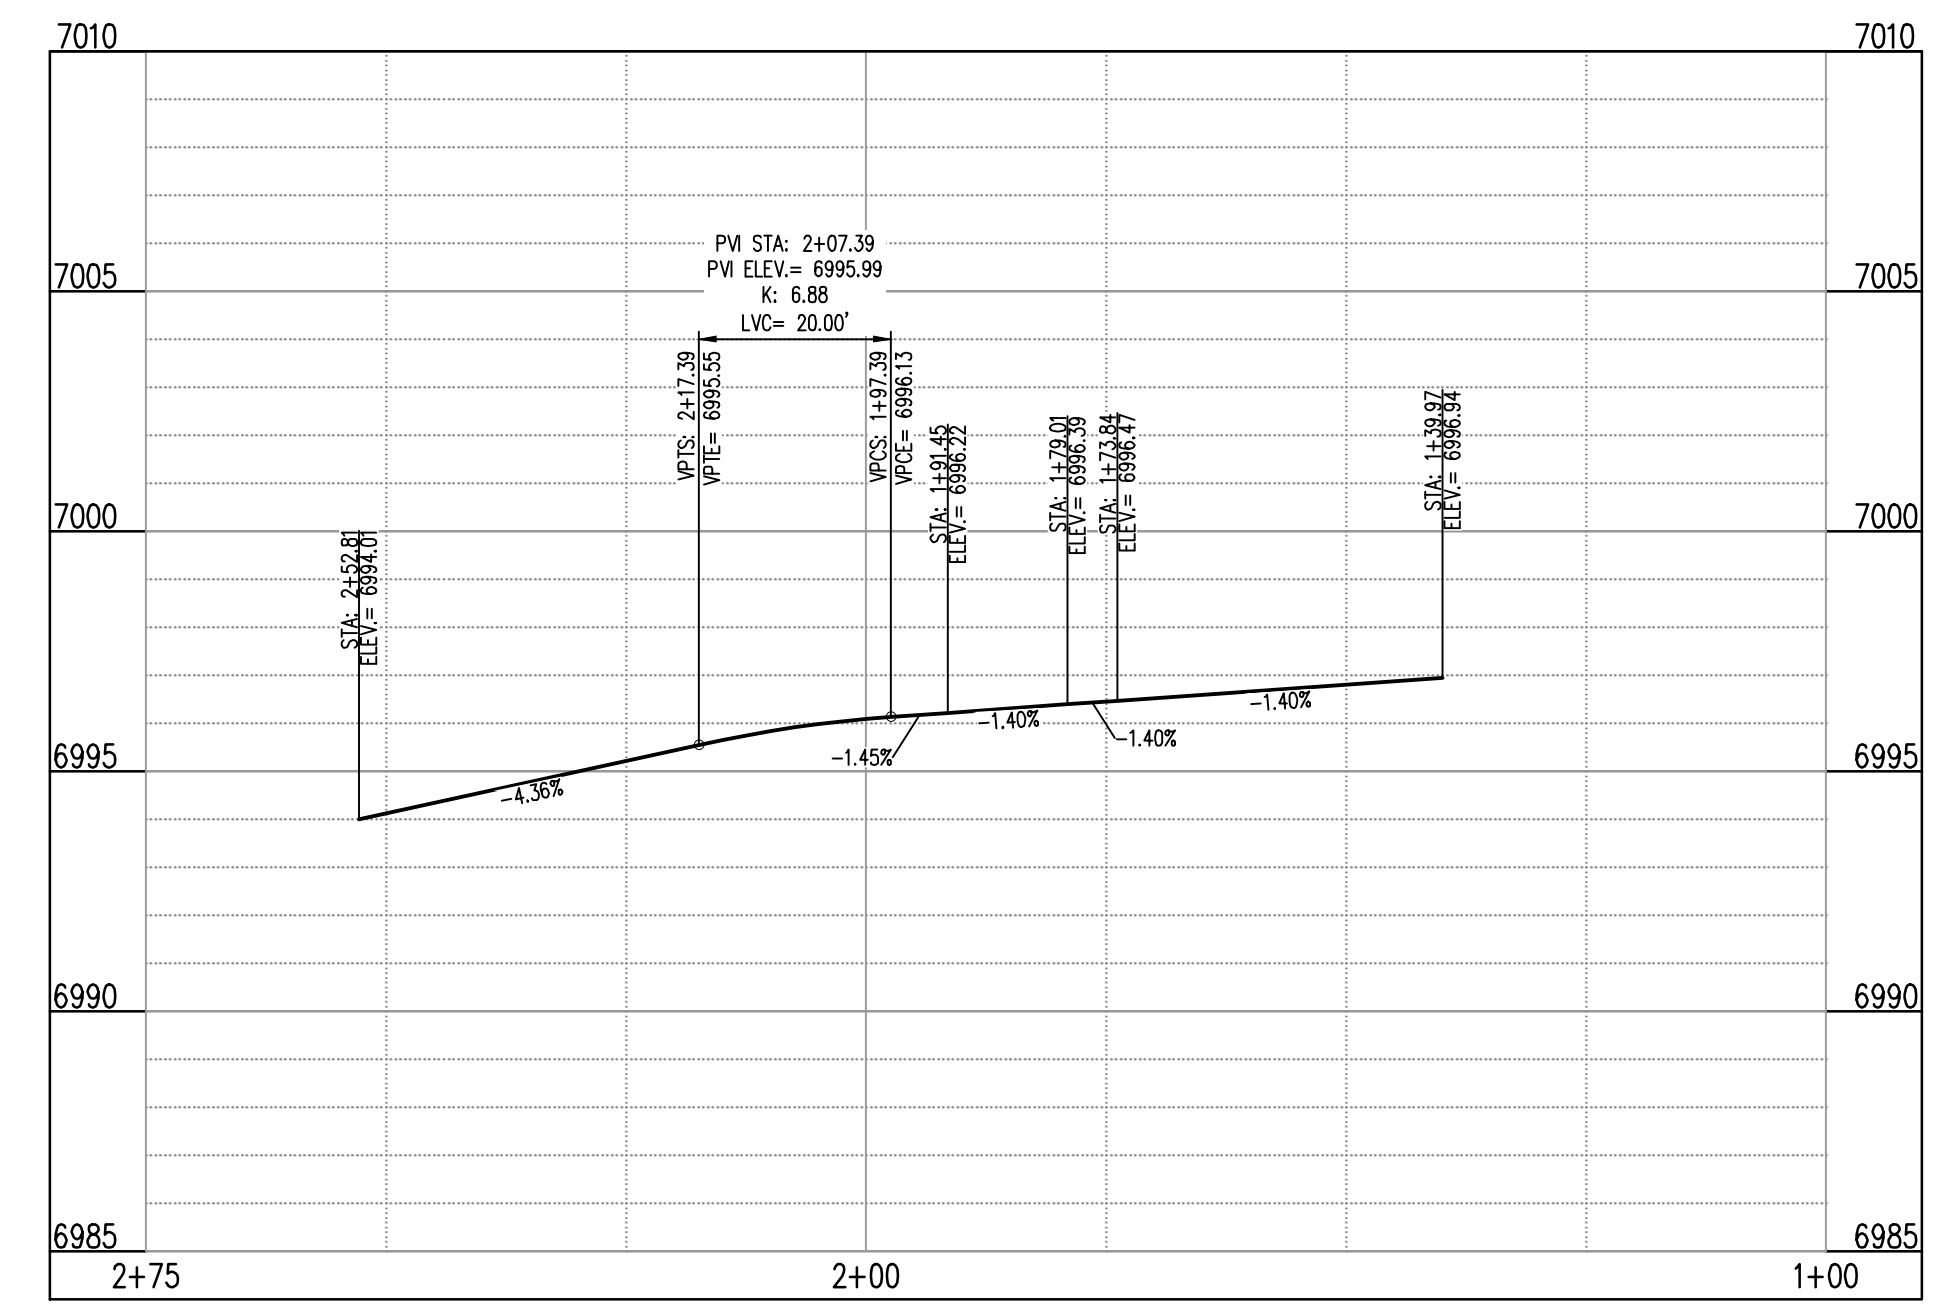 7010
7010
PVI STA: 2+07.39
PVI ELEV.= 6995.99
7005
7005
K: 6.88
LVC= 20.00'
VPTS: 2+17.39
VPTE= 6995.55
VPCS: 1+97.39
VPCE= 6996.13
STA: 1+91.45
ELEV.= 6996.22
STA: 1+79.01
ELEV.= 6996.39
STA: 1+73.84
ELEV.= 6996.47
STA: 1+39.97
ELEV.= 6996.94
7000
7000
STA: 2+52.81
ELEV.= 6994.01
-1.40%
-1.40%
-1.40%
-1.45%
6995
6995
-4.36%
6990
6990
6985
6985
2+75
2+00
1+00